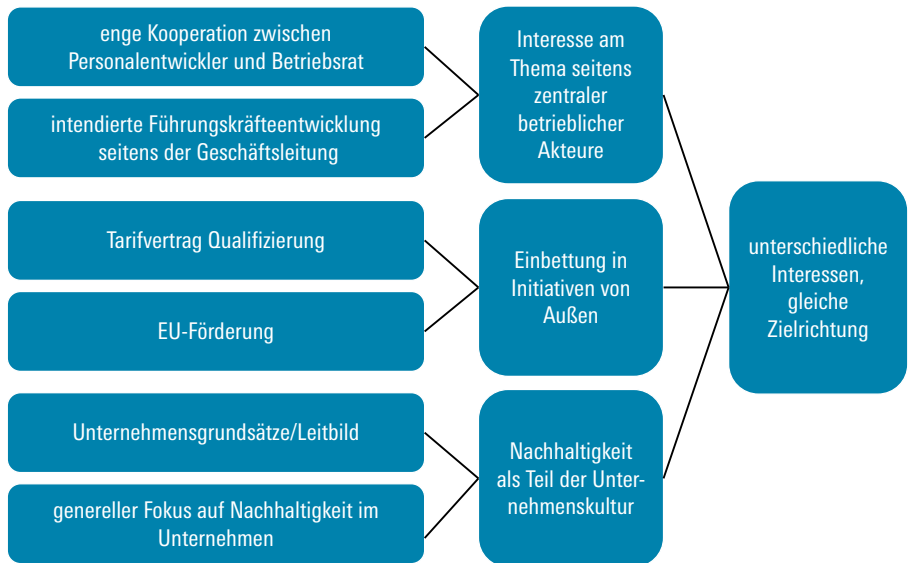 enge Kooperation zwischen
Personalentwickler und Betriebsrat
intendierte Führungskräfteentwicklung
seitens der Geschäftsleitung
Interesse am
Thema seitens
zentraler
betrieblicher
Akteure
Tarifvertrag Qualifizierung
EU-Förderung
Einbettung in
Initiativen von
Außen
Unternehmensgrundsätze/Leitbild
genereller Fokus auf Nachhaltigkeit im
Unternehmen
Nachhaltigkeit
als Teil der Unter-
nehmenskultur
unterschiedliche
Interessen,
gleiche
Zielrichtung